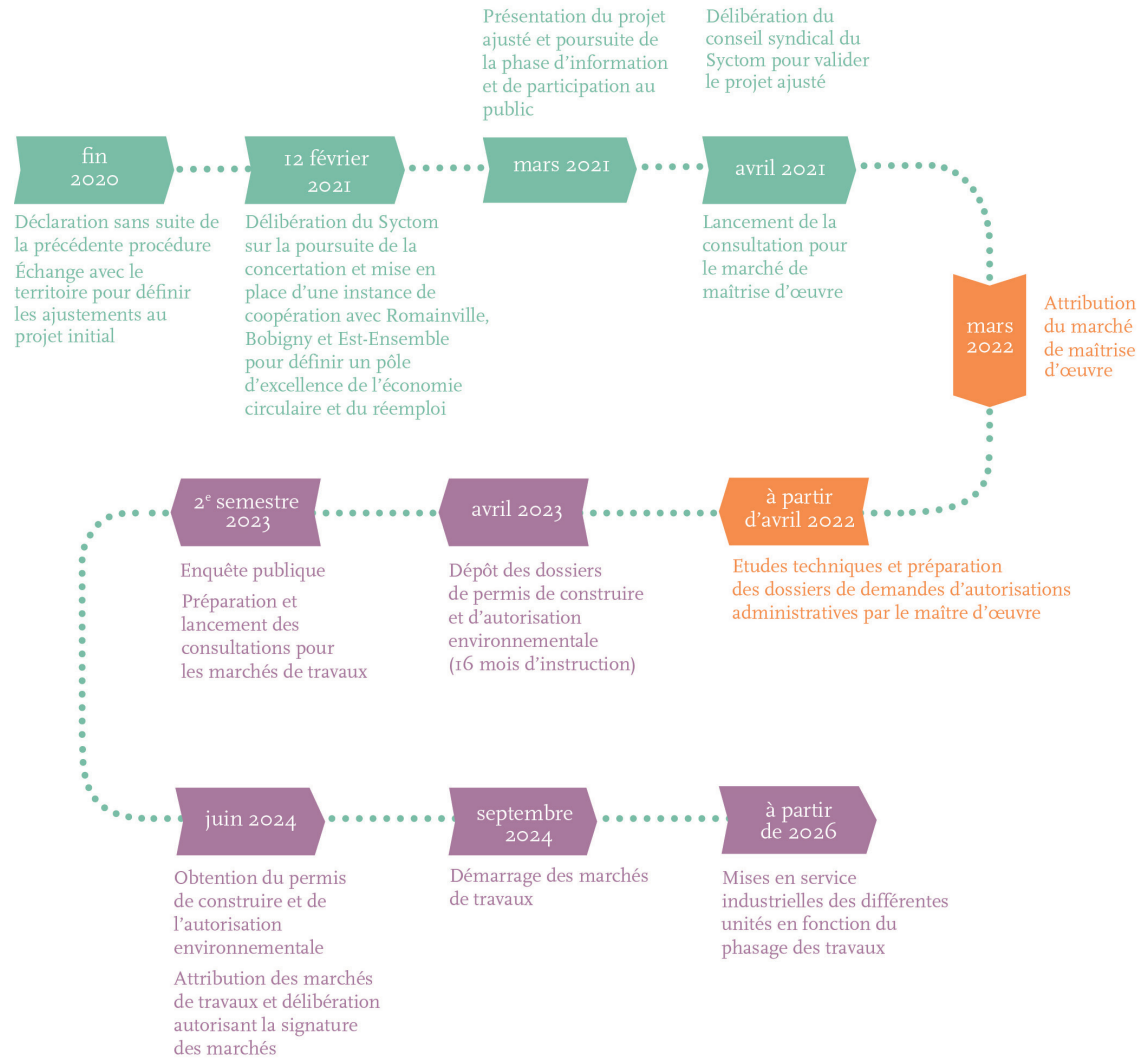 fin
2020
Déclaration sans suite de
la précédente procédure
Échange avec le
territoire pour définir
les ajustements au
projet initial
12 février
2021
Délibération du Syctom
sur la poursuite de la
concertation et mise en
place d’une instance de
coopération avec Romainville,
Bobigny et Est-Ensemble
pour définir un pôle
d’excellence de l’économie
circulaire et du réemploi
Présentation du projet
ajusté et poursuite de
la phase d’information
et de participation au
public
mars 2021
Délibération du
conseil syndical du
Syctom pour valider
le projet ajusté
avril 2021
Lancement de la
consultation pour
le marché de
maîtrise d’œuvre
mars
2022
Attribution
du marché
de maîtrise
d’œuvre
à partir
d’avril 2022
Etudes techniques et préparation
des dossiers de demandes d’autorisations
administratives par le maître d’œuvre
avril 2023
Dépôt des dossiers
de permis de construire
et d’autorisation
environnementale
(16 mois d’instruction)
2e semestre
2023
Enquête publique
Préparation et
lancement des
consultations pour
les marchés de travaux
juin 2024
Obtention du permis
de construire et de
l’autorisation
environnementale
Attribution des marchés
de travaux et délibération
autorisant la signature
des marchés
septembre
2024
Démarrage des marchés
de travaux
à partir
de 2026
Mises en service
industrielles des différentes
unités en fonction du
phasage des travaux